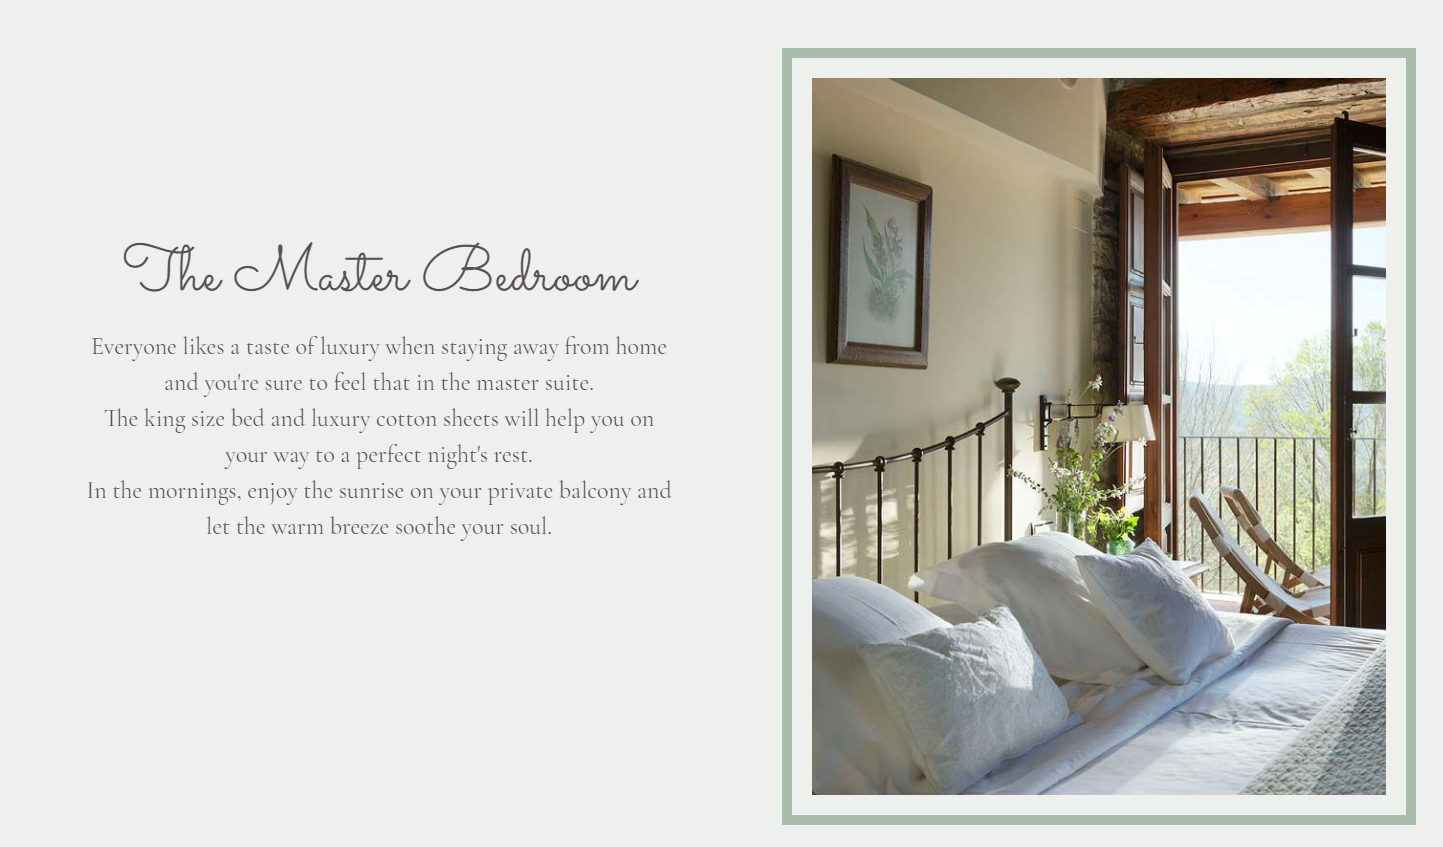 The Master Bedroom
Everyone likes a taste of luxury when staying away from home
and you're sure to feel that in the master suite.
The king size bed and luxury cotton sheets will help you on
your way to a perfect night's rest.
In the mornings, enjoy the sunrise on your private balcony and
let the warm breeze soothe your soul.